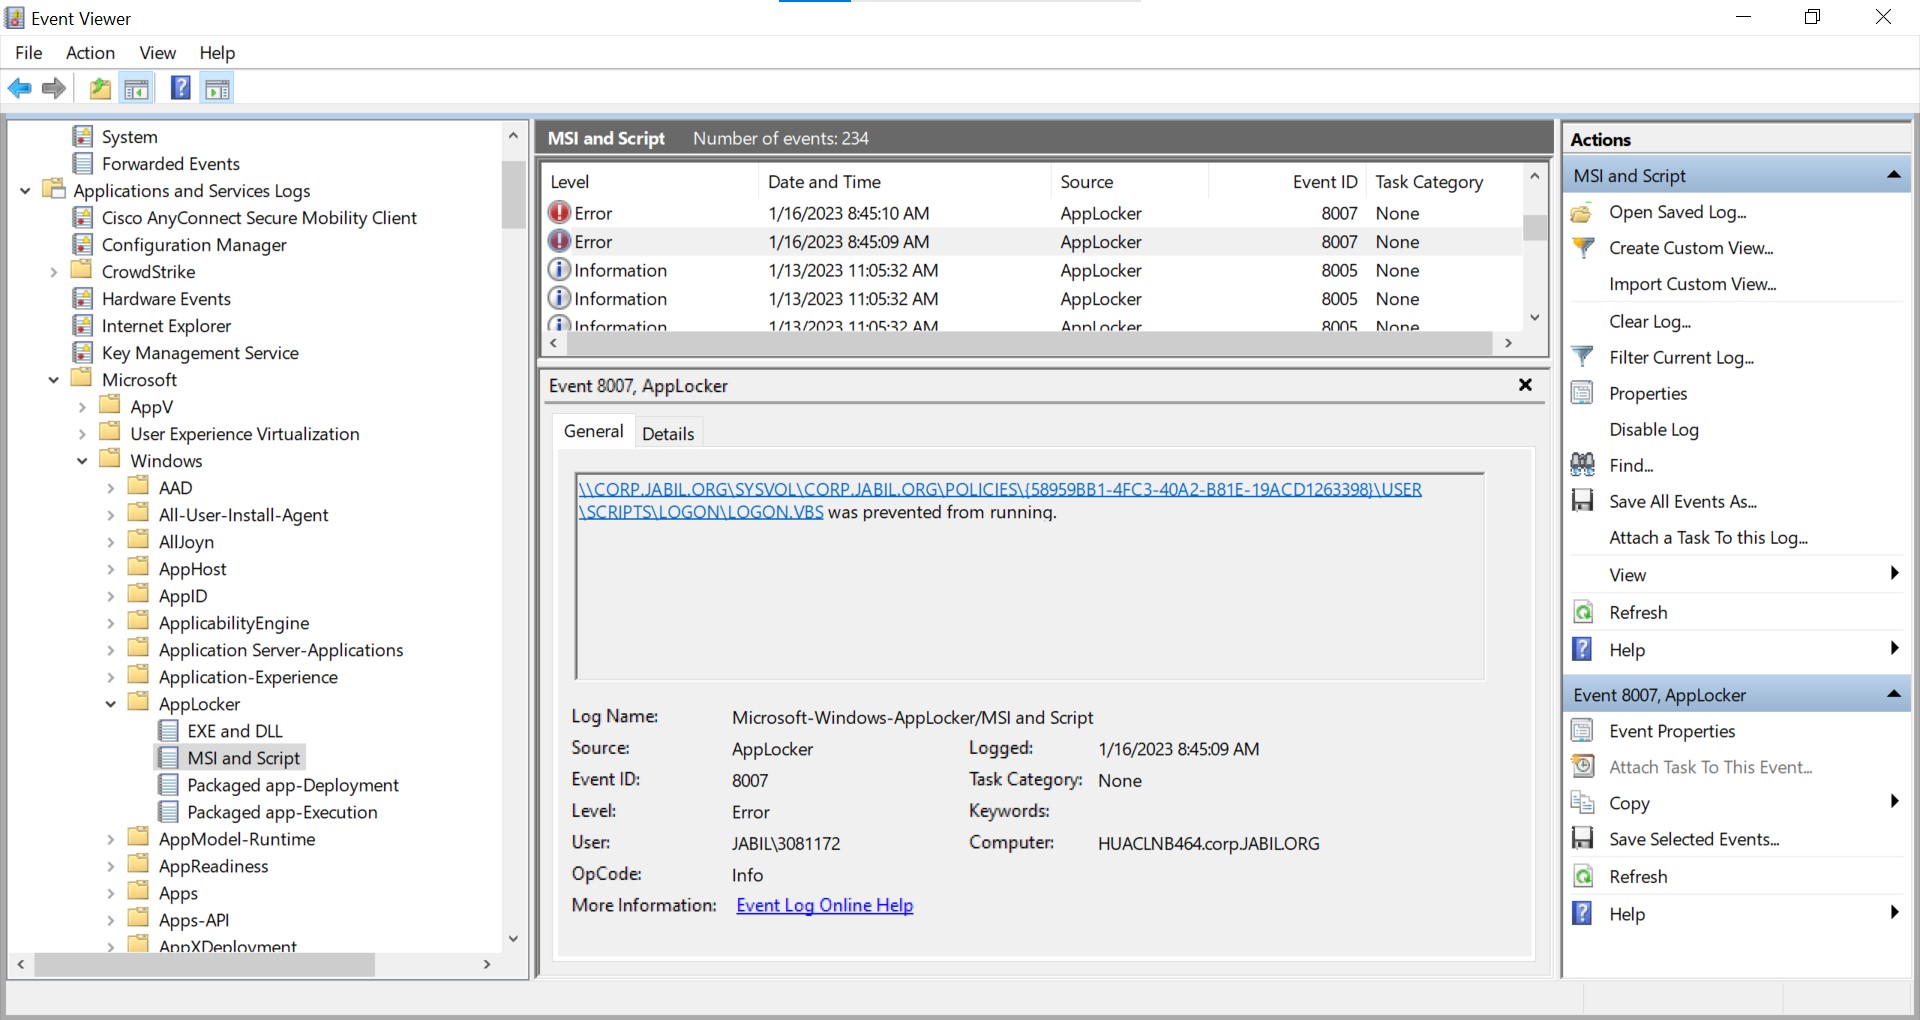 Event Viewer
File Action View Help
System
Forwarded Events
Applications and Services Logs
Cisco AnyConnect Secure Mobility Client
Configuration Manager
CrowdStrike
Hardware Events
Internet Explorer
Key Management Service
Microsoft
AppV
User Experience Virtualization
Windows
AAD
All-User-Install-Agent
AllJoyn
AppHost
AppID
ApplicabilityEngine
Application Server-Applications
Application-Experience
AppLocker
EXE and DLL
MSI and Script
Packaged app-Deployment
Packaged app-Execution
AppModel-Runtime
AppReadiness
Apps
Apps-API
AppXDeployment
MSI and Script Number of events: 234
Level Date and Time Source Event ID Task Category
Error 1/16/2023 8:45:10 AM AppLocker 8007 None
Error 1/16/2023 8:45:09 AM AppLocker 8007 None
Information 1/13/2023 11:05:32 AM AppLocker 8005 None
Information 1/13/2023 11:05:32 AM AppLocker 8005 None
Information 1/13/2023 11:05:32 AM AppLocker 8005 None
Event 8007, AppLocker
General Details
\\CORP.JABIL.ORG\SYSVOL\CORP.JABIL.ORG\POLICIES\{58959BB1-4FC3-40A2-B81E-19ACD1263398}\USER
\SCRIPTS\LOGON\LOGON.VBS was prevented from running.
Log Name: Microsoft-Windows-AppLocker/MSI and Script
Source: AppLocker Logged: 1/16/2023 8:45:09 AM
Event ID: 8007 Task Category: None
Level: Error Keywords:
User: JABIL\3081172 Computer: HUACLNB464.corp.JABIL.ORG
OpCode: Info
More Information: Event Log Online Help
Actions
MSI and Script
Open Saved Log...
Create Custom View...
Import Custom View...
Clear Log...
Filter Current Log...
Properties
Disable Log
Find...
Save All Events As...
Attach a Task To this Log...
View
Refresh
Help
Event 8007, AppLocker
Event Properties
Attach Task To This Event...
Copy
Save Selected Events...
Refresh
Help